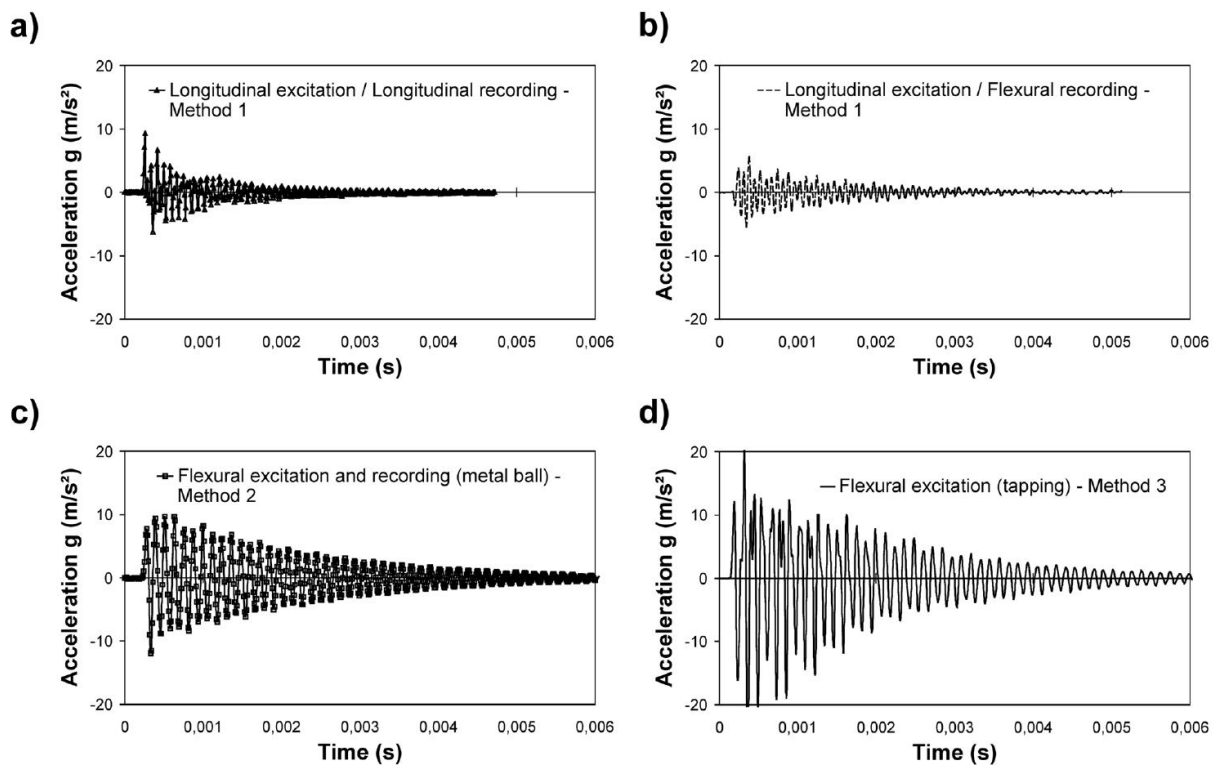 a)
Acceleration g (m/s²)
20
10
0
-10
-20
Longitudinal excitation / Longitudinal recording -
Method 1
0 0,001 0,002 0,003 0,004 0,005 0,006
Time (s)
b)
Acceleration g (m/s²)
20
10
0
-10
-20
Longitudinal excitation / Flexural recording -
Method 1
0 0,001 0,002 0,003 0,004 0,005 0,006
Time (s)
c)
Acceleration g (m/s²)
20
10
0
-10
-20
Flexural excitation and recording (metal ball) -
Method 2
0 0,001 0,002 0,003 0,004 0,005 0,006
Time (s)
d)
Acceleration g (m/s²)
20
10
0
-10
-20
Flexural excitation (tapping) - Method 3
0 0,001 0,002 0,003 0,004 0,005 0,006
Time (s)